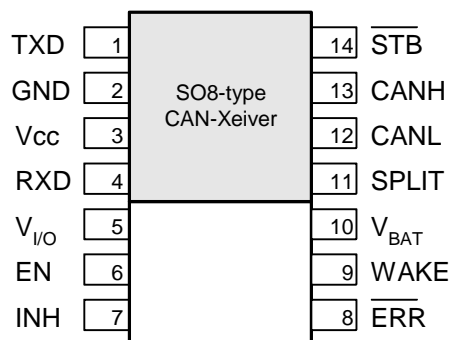 TXD 1 14 STB
GND 2 SO8-type 13 CANH
Vcc 3 CAN-Xeiver 12 CANL
RXD 4 11 SPLIT
VI/O 5 10 VBAT
EN 6 9 WAKE
INH 7 8 ERR